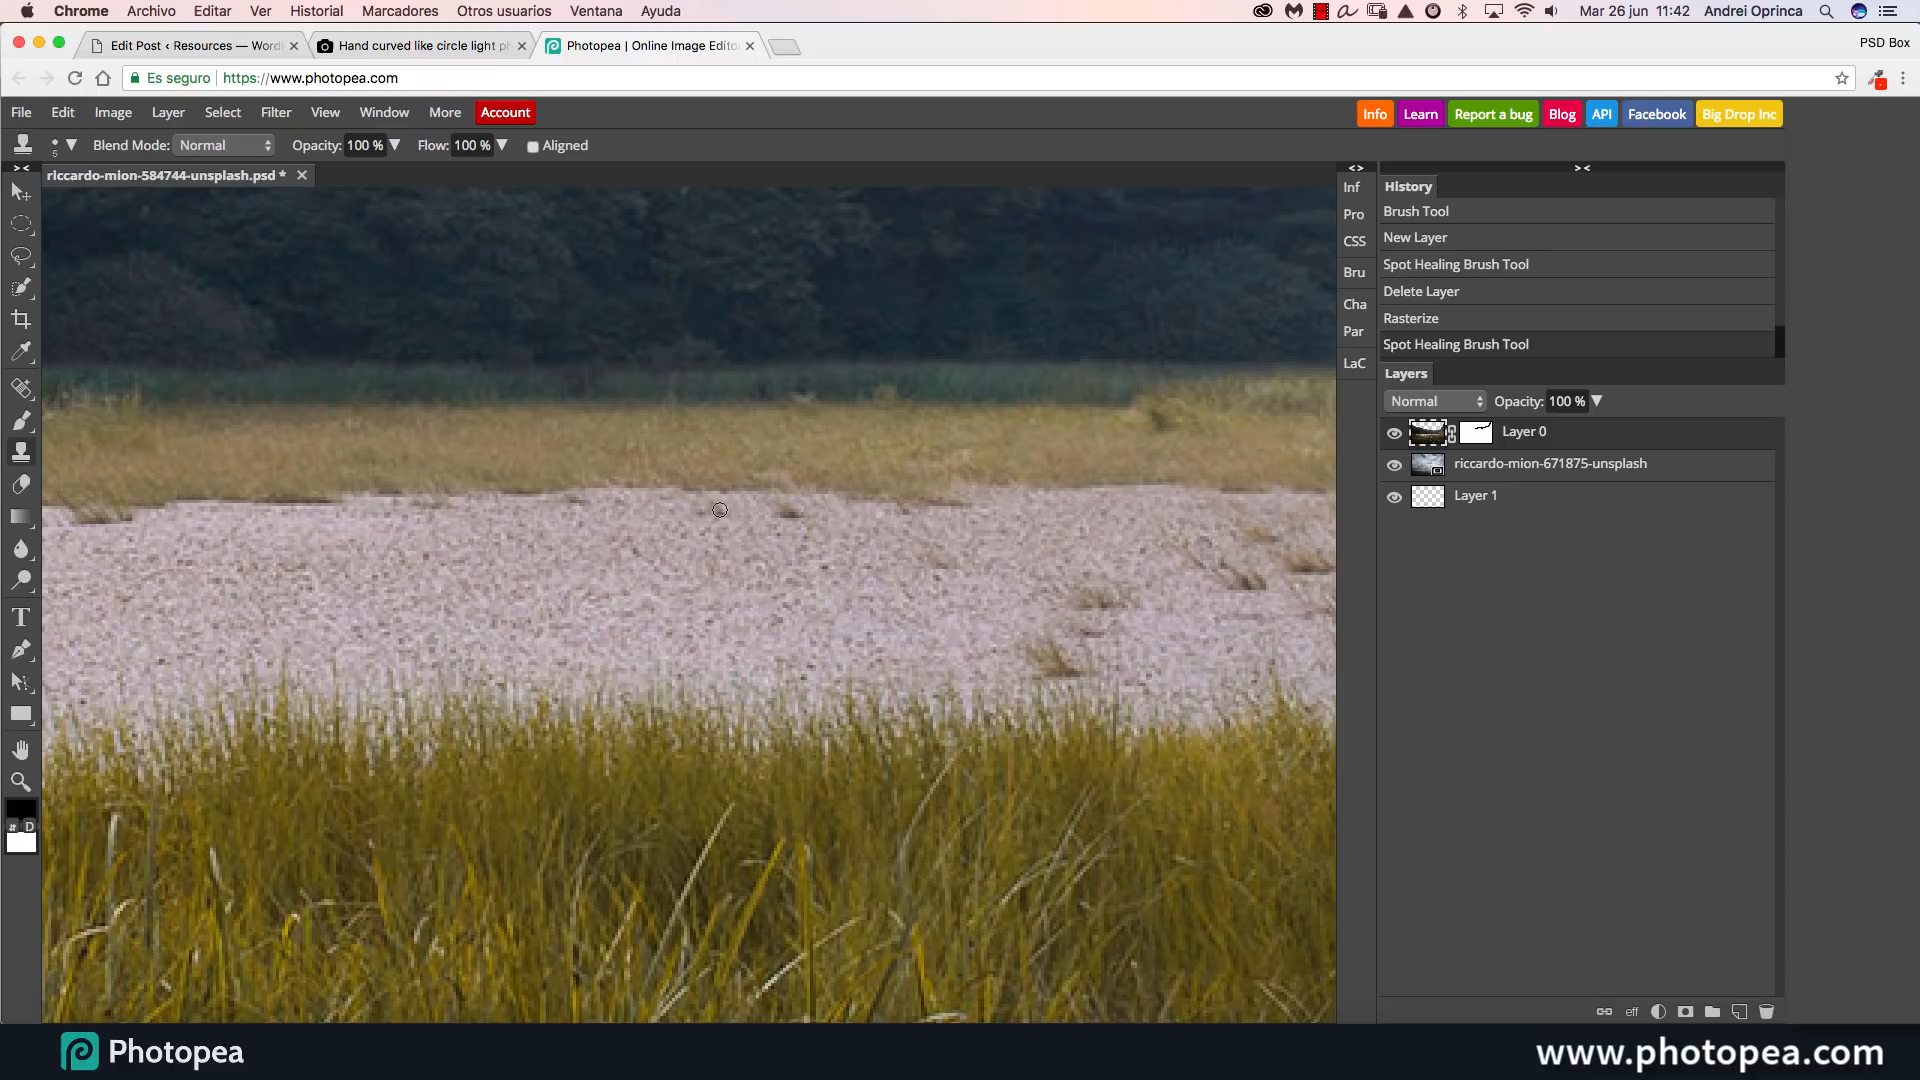 Chrome Archivo Editar Ver Historial Marcadores Otros usuarios Ventana Ayuda Mar 26 jun 11:42 Andrei Oprinca
Edit Post ‹ Resources — Word Hand curved like circle light ph Photopea | Online Image Edito PSD Box
Es seguro https://www.photopea.com
File Edit Image Layer Select Filter View Window More Account Info Learn Report a bug Blog API Facebook Big Drop Inc
5 Blend Mode: Normal Opacity: 100 % Flow: 100 % Aligned
riccardo-mion-584744-unsplash.psd *
Inf
Pro
CSS
Bru
Cha
Par
LaC
History
Brush Tool
New Layer
Spot Healing Brush Tool
Delete Layer
Rasterize
Spot Healing Brush Tool
Layers
Normal Opacity: 100 %
Layer 0
riccardo-mion-671875-unsplash
Layer 1
D
eff
Photopea
www.photopea.com